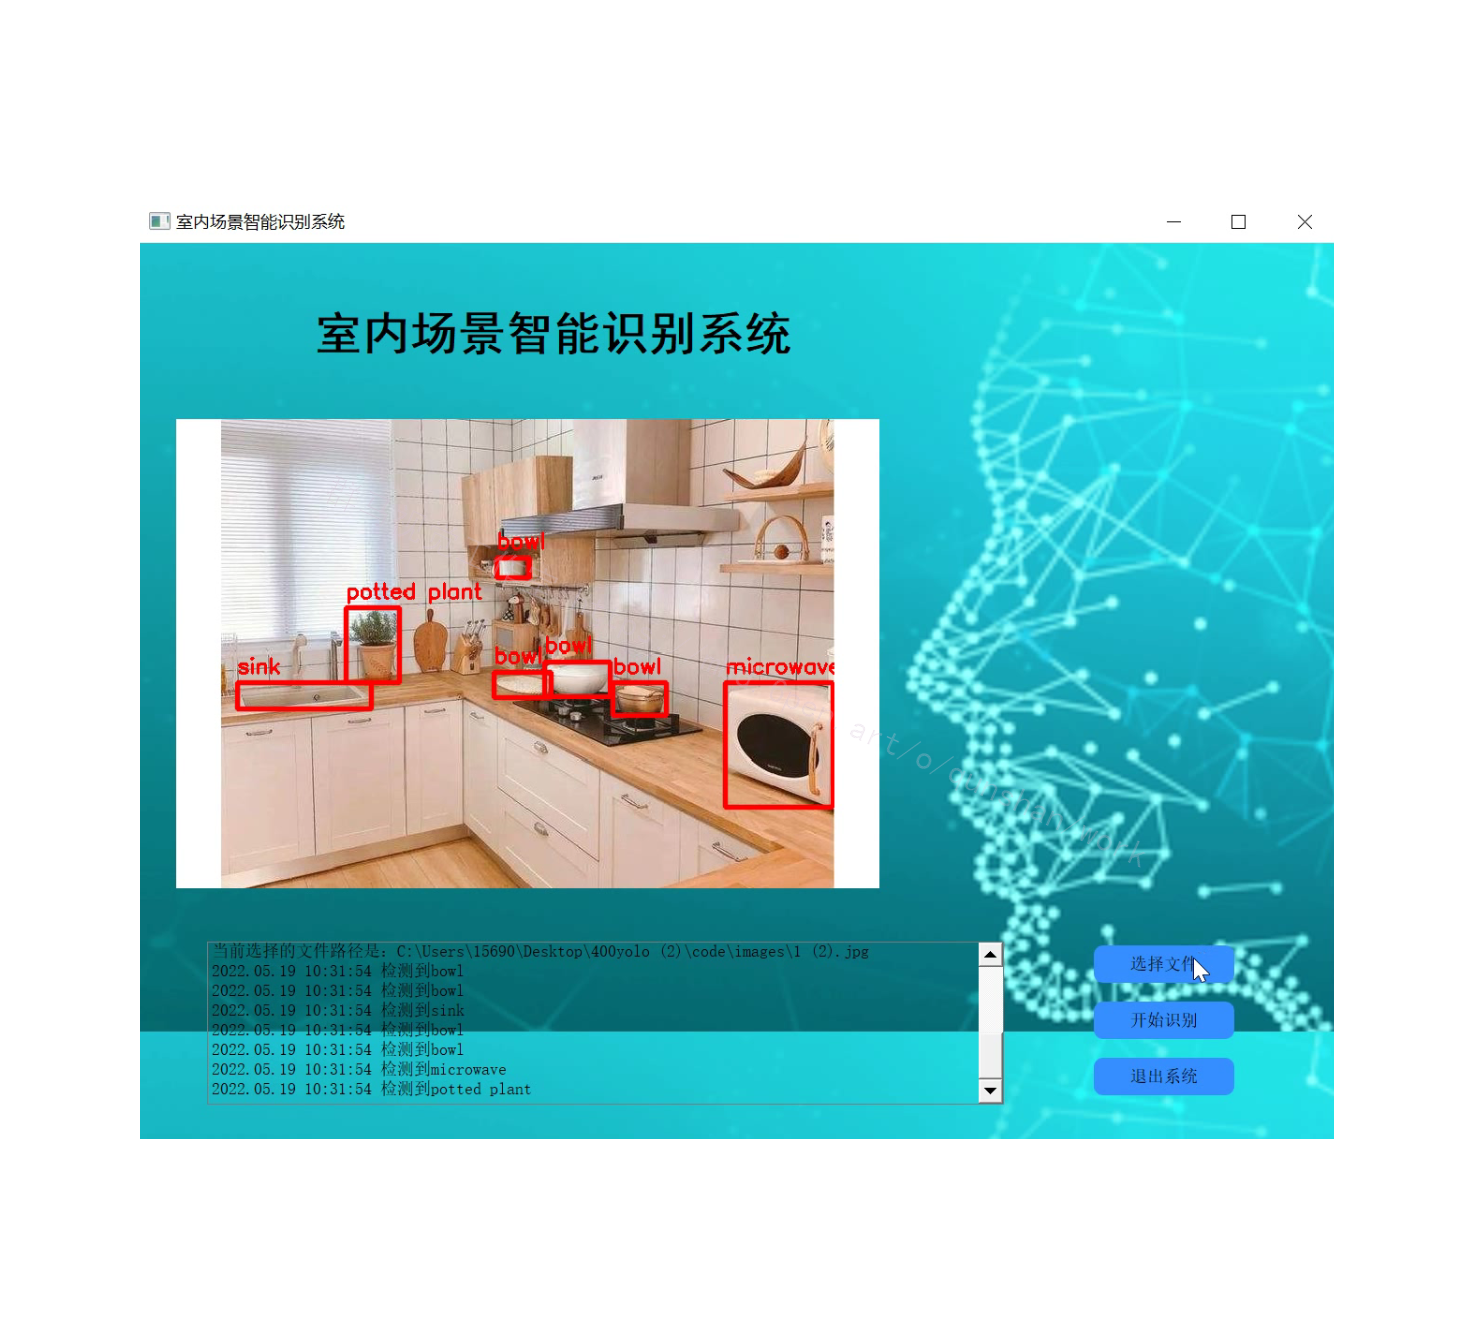 室内场景智能识别系统
室内场景智能识别系统
bowl
potted plant
bowl
bowl
bowl
sink
microwave
当前选择的文件路径是：C:\Users\15690\Desktop\400yolo (2)\code\images\1 (2).jpg
2022.05.19 10:31:54 检测到bowl
2022.05.19 10:31:54 检测到bowl
2022.05.19 10:31:54 检测到sink
2022.05.19 10:31:54 检测到bowl
2022.05.19 10:31:54 检测到bowl
2022.05.19 10:31:54 检测到microwave
2022.05.19 10:31:54 检测到potted plant
选择文件
开始识别
退出系统